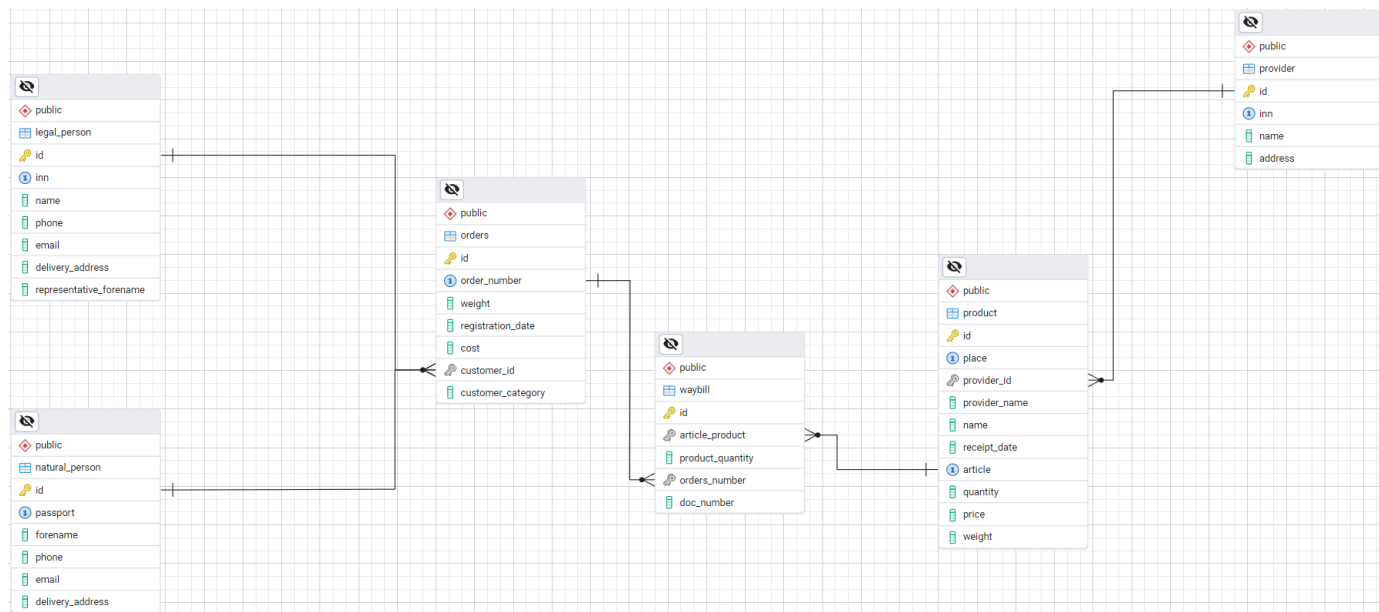 public
legal_person
id
inn
name
phone
email
delivery_address
representative_forename
public
natural_person
id
passport
forename
phone
email
delivery_address
public
orders
id
order_number
weight
registration_date
cost
customer_id
customer_category
public
waybill
id
article_product
product_quantity
orders_number
doc_number
public
product
id
place
provider_id
provider_name
name
receipt_date
article
quantity
price
weight
public
provider
id
inn
name
address